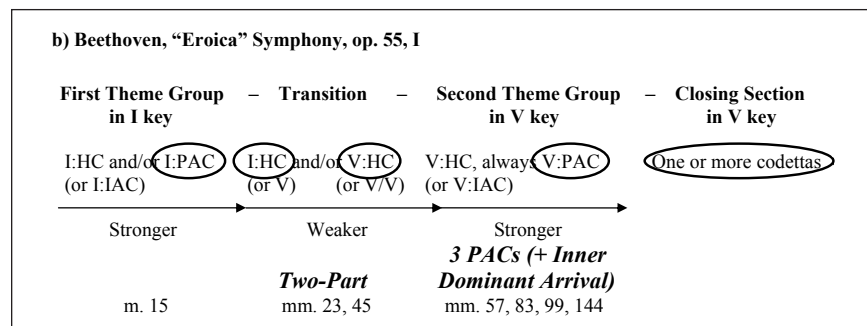 b) Beethoven, “Eroica” Symphony, op. 55, I
First Theme Group – Transition – Second Theme Group – Closing Section
in I key in V key in V key
I:HC and/or I:PAC I:HC and/or V:HC V:HC, always V:PAC One or more codettas
(or I:IAC) (or V) (or V/V) (or V:IAC)
Stronger Weaker Stronger
3 PACs (+ Inner
Two-Part Dominant Arrival)
m. 15 mm. 23, 45 mm. 57, 83, 99, 144